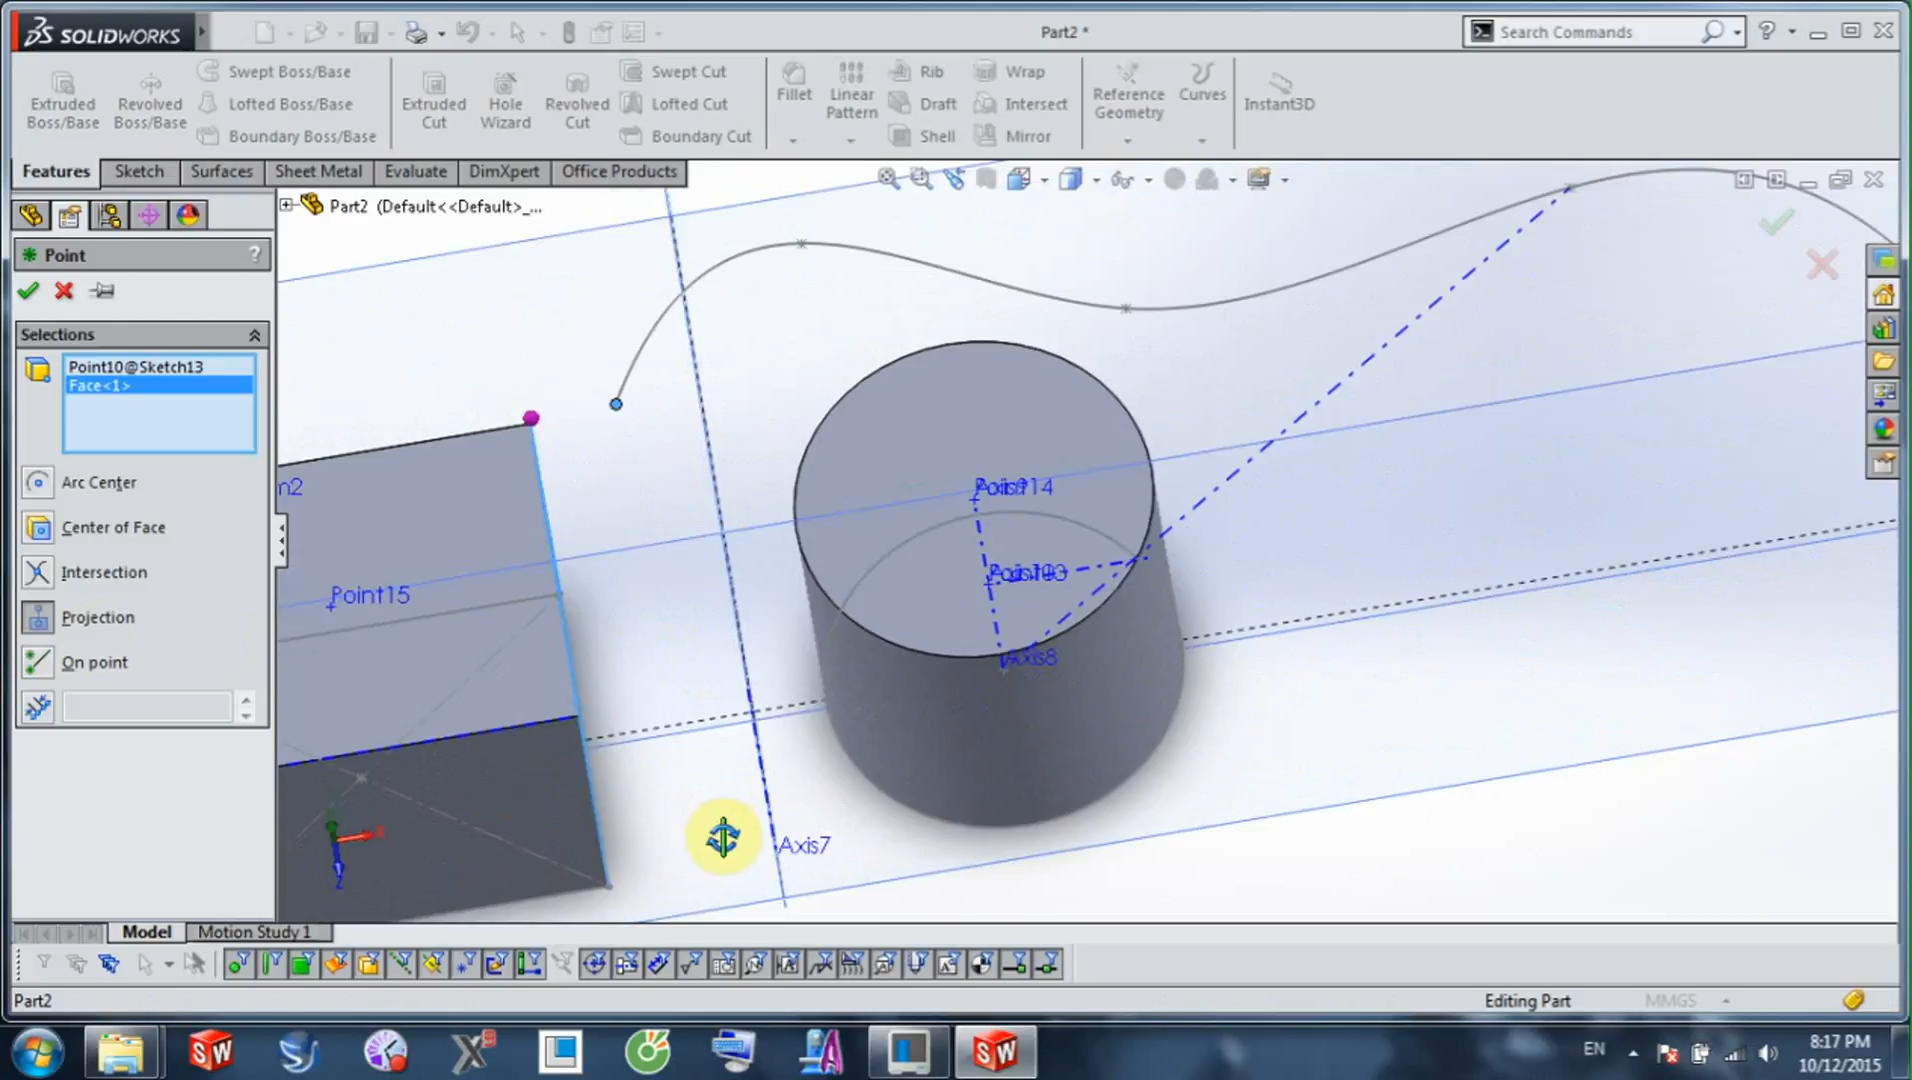 SOLIDWORKS
Part2 *
Search Commands
Extruded Boss/Base
Revolved Boss/Base
Swept Boss/Base
Lofted Boss/Base
Boundary Boss/Base
Extruded Cut
Hole Wizard
Revolved Cut
Swept Cut
Lofted Cut
Boundary Cut
Fillet
Linear Pattern
Rib
Draft
Shell
Wrap
Intersect
Mirror
Reference Geometry
Curves
Instant3D
Features
Sketch
Surfaces
Sheet Metal
Evaluate
DimXpert
Office Products
Part2 (Default<<Default>_...
Point
?
Selections
Point10@Sketch13
Face<1>
Arc Center
Center of Face
Intersection
Projection
On point
Point15
Axis8
Axis7
Z
Model
Motion Study 1
Part2
Editing Part
MMGS
EN
8:17 PM
10/12/2015